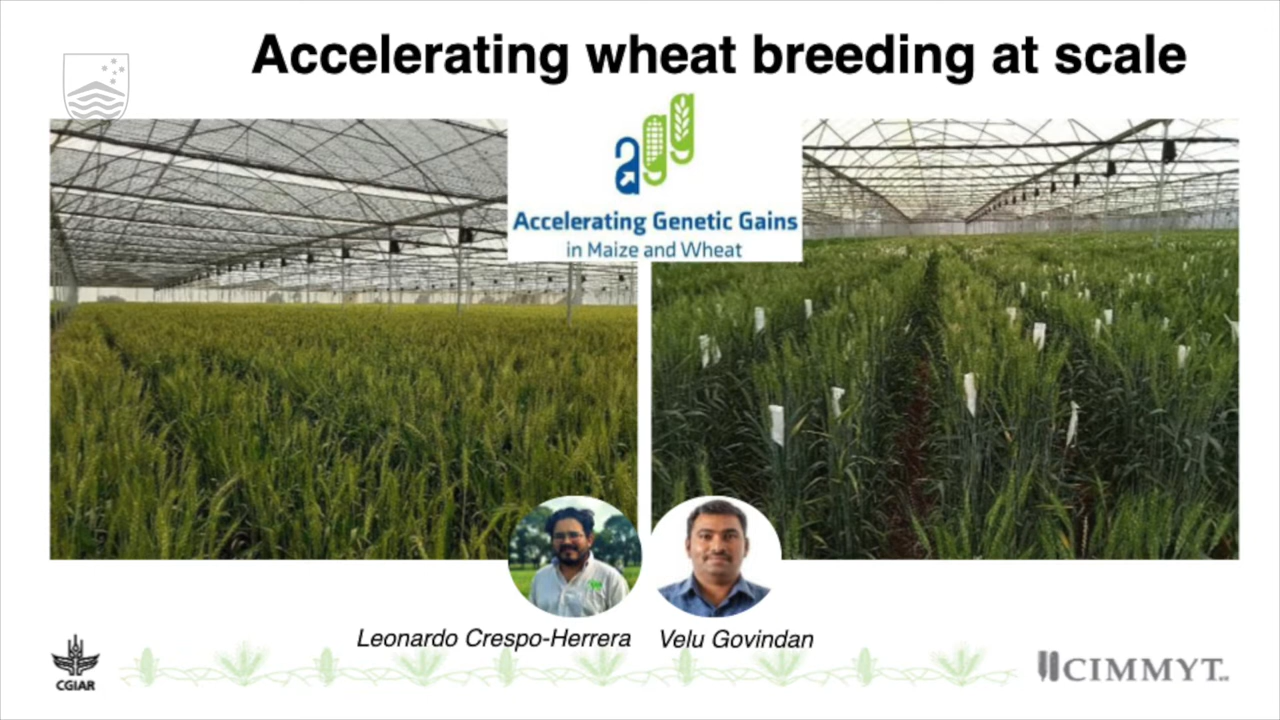 Accelerating wheat breeding at scale
agg
Accelerating Genetic Gains
in Maize and Wheat
Leonardo Crespo-Herrera
Velu Govindan
CGIAR
CIMMYT